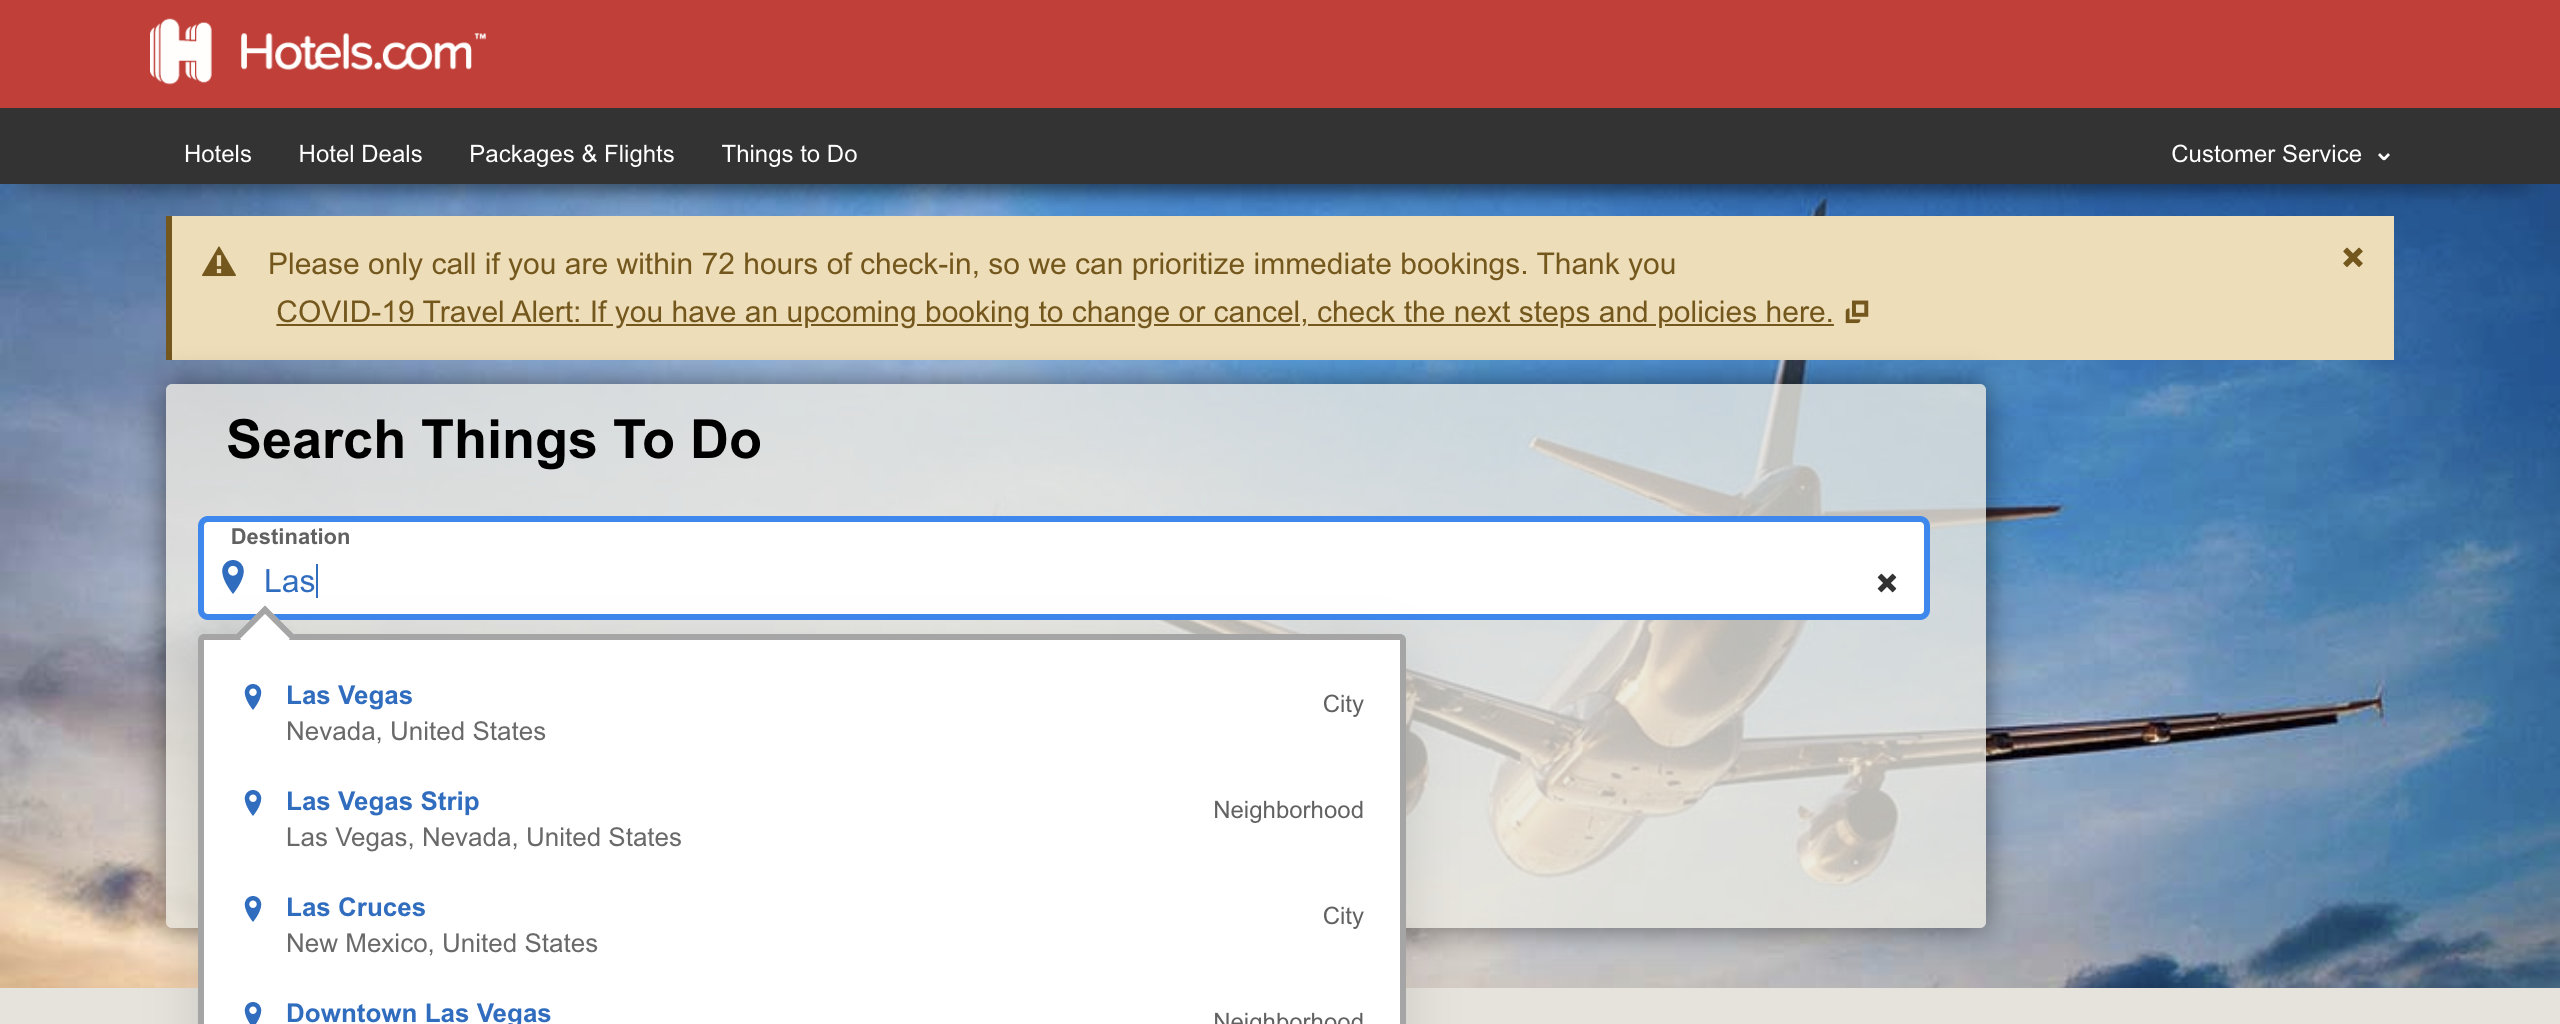 Hotels.com™
Hotels Hotel Deals Packages & Flights Things to Do Customer Service
Please only call if you are within 72 hours of check-in, so we can prioritize immediate bookings. Thank you
COVID-19 Travel Alert: If you have an upcoming booking to change or cancel, check the next steps and policies here.
Search Things To Do
Destination
Las
Las Vegas City
Nevada, United States
Las Vegas Strip Neighborhood
Las Vegas, Nevada, United States
Las Cruces City
New Mexico, United States
Downtown Las Vegas Neighborhood